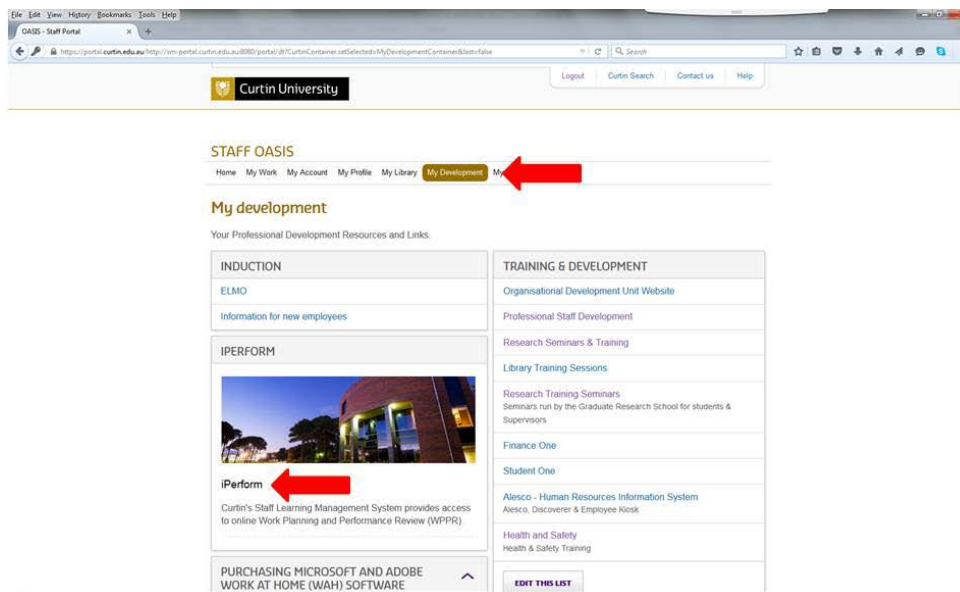 File Edit View History Bookmarks Tools Help
OASIS - Staff Portal × +
Search
Logout Curtin Search Contact us Help
Curtin University
STAFF OASIS
Home My Work My Account My Profile My Library My Development My
My development
Your Professional Development Resources and Links.
INDUCTION
ELMO
Information for new employees
IPERFORM
iPerform
Curtin's Staff Learning Management System provides access
to online Work Planning and Performance Review (WPPR).
PURCHASING MICROSOFT AND ADOBE
WORK AT HOME (WAH) SOFTWARE
TRAINING & DEVELOPMENT
Organisational Development Unit Website
Professional Staff Development
Research Seminars & Training
Library Training Sessions
Research Training Seminars
Seminars run by the Graduate Research School for students &
Supervisors
Finance One
Student One
Alesco - Human Resources Information System
Alesco, Discoverer & Employee Kiosk
Health and Safety
Health & Safety Training
EDIT THIS LIST